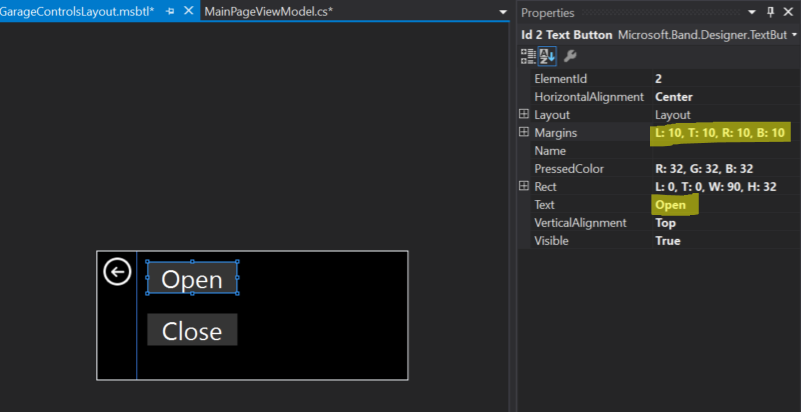 GarageControlsLayout.msbtl*
MainPageViewModel.cs*
Open
Close
Properties
Id 2 Text Button Microsoft.Band.Designer.TextBut
ElementId 2
HorizontalAlignment Center
Layout Layout
Margins L: 10, T: 10, R: 10, B: 10
Name
PressedColor R: 32, G: 32, B: 32
Rect L: 0, T: 0, W: 90, H: 32
Text Open
VerticalAlignment Top
Visible True